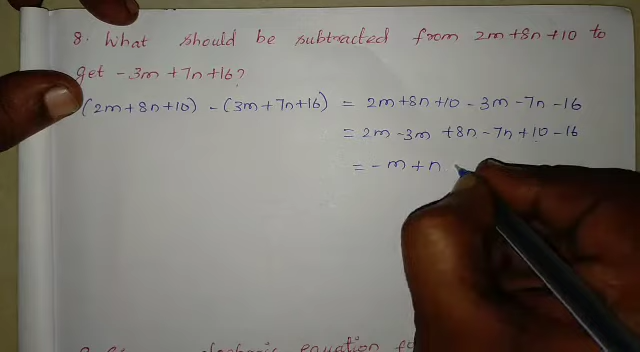 8. What should be subtracted from 2m+8n+10 to
get -3m+7n+16?
(2m+8n+10) - (3m+7n+16) = 2m+8n+10 - 3m - 7n - 16
= 2m - 3m + 8n - 7n + 10 - 16
= - m + n
equation